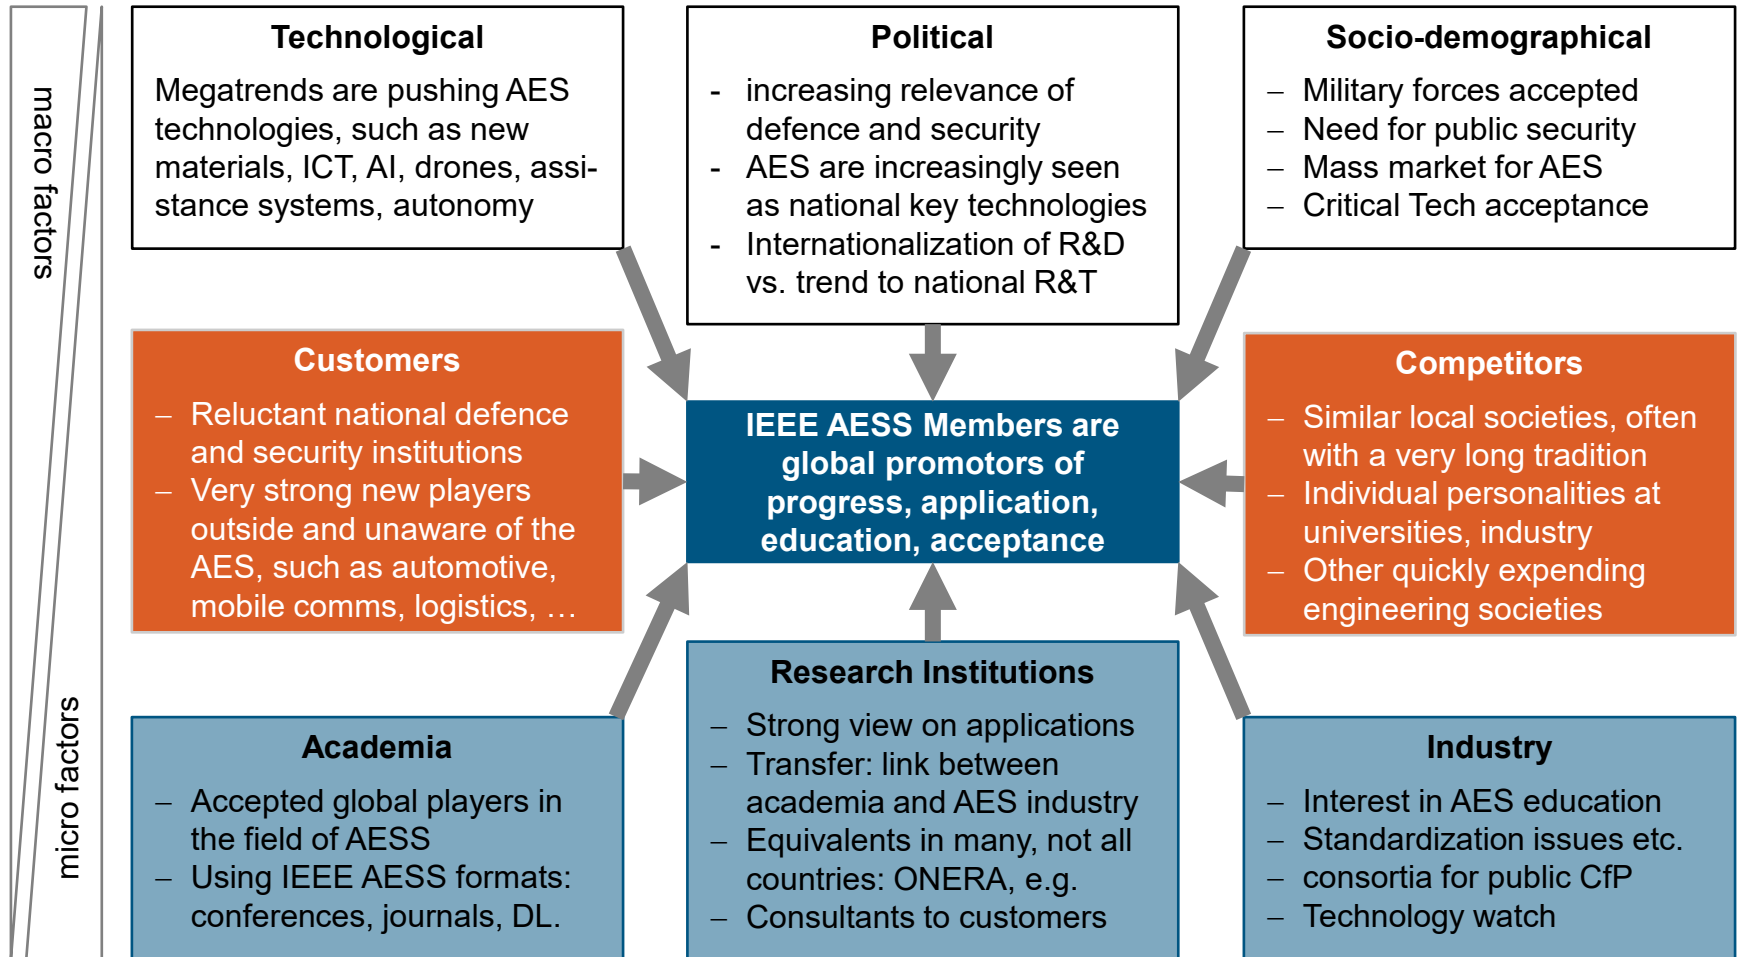 macro factors
micro factors
Technological
Megatrends are pushing AES
technologies, such as new
materials, ICT, AI, drones, assi-
stance systems, autonomy
Political
- increasing relevance of
defence and security
- AES are increasingly seen
as national key technologies
- Internationalization of R&D
vs. trend to national R&T
Socio-demographical
– Military forces accepted
– Need for public security
– Mass market for AES
– Critical Tech acceptance
Customers
– Reluctant national defence
and security institutions
– Very strong new players
outside and unaware of the
AES, such as automotive,
mobile comms, logistics, …
IEEE AESS Members are
global promotors of
progress, application,
education, acceptance
Competitors
– Similar local societies, often
with a very long tradition
– Individual personalities at
universities, industry
– Other quickly expending
engineering societies
Academia
– Accepted global players in
the field of AESS
– Using IEEE AESS formats:
conferences, journals, DL.
Research Institutions
– Strong view on applications
– Transfer: link between
academia and AES industry
– Equivalents in many, not all
countries: ONERA, e.g.
– Consultants to customers
Industry
– Interest in AES education
– Standardization issues etc.
– consortia for public CfP
– Technology watch